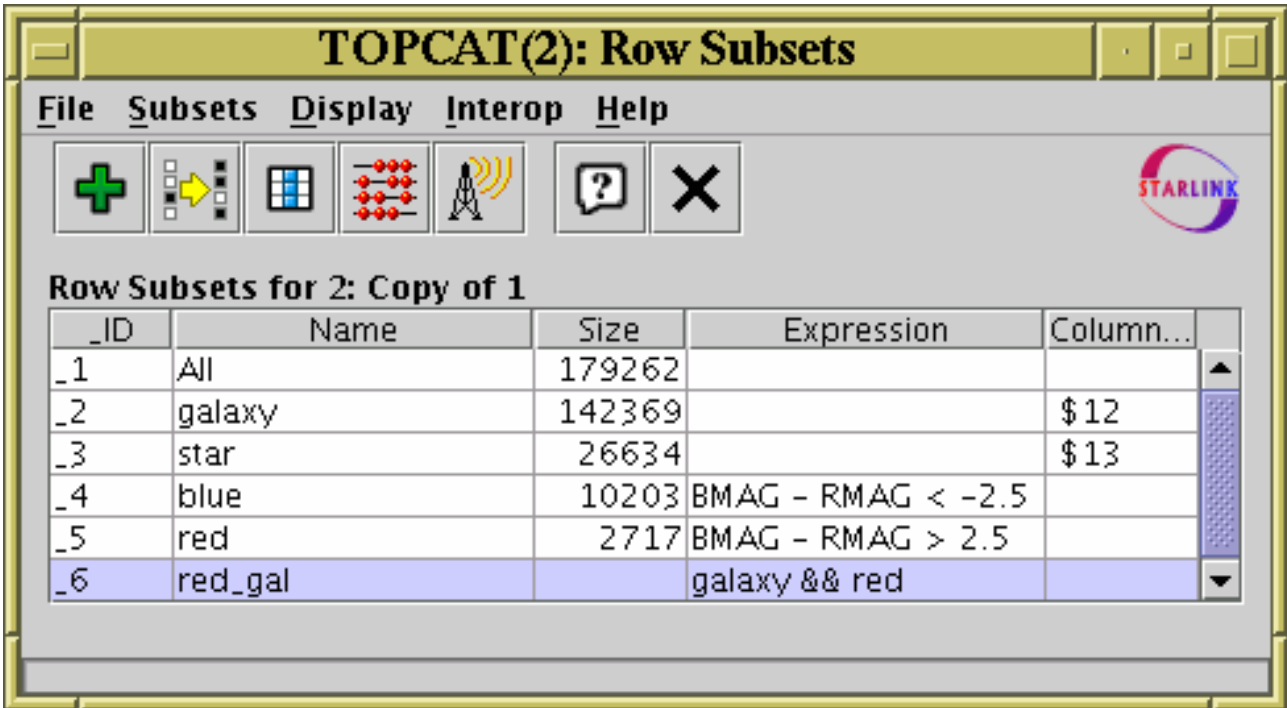 TOPCAT(2): Row Subsets
File Subsets Display Interop Help
?
STARLINK
Row Subsets for 2: Copy of 1
_ID Name Size Expression Column...
_1 All 179262
_2 galaxy 142369 $12
_3 star 26634 $13
_4 blue 10203 BMAG - RMAG < -2.5
_5 red 2717 BMAG - RMAG > 2.5
_6 red_gal galaxy && red